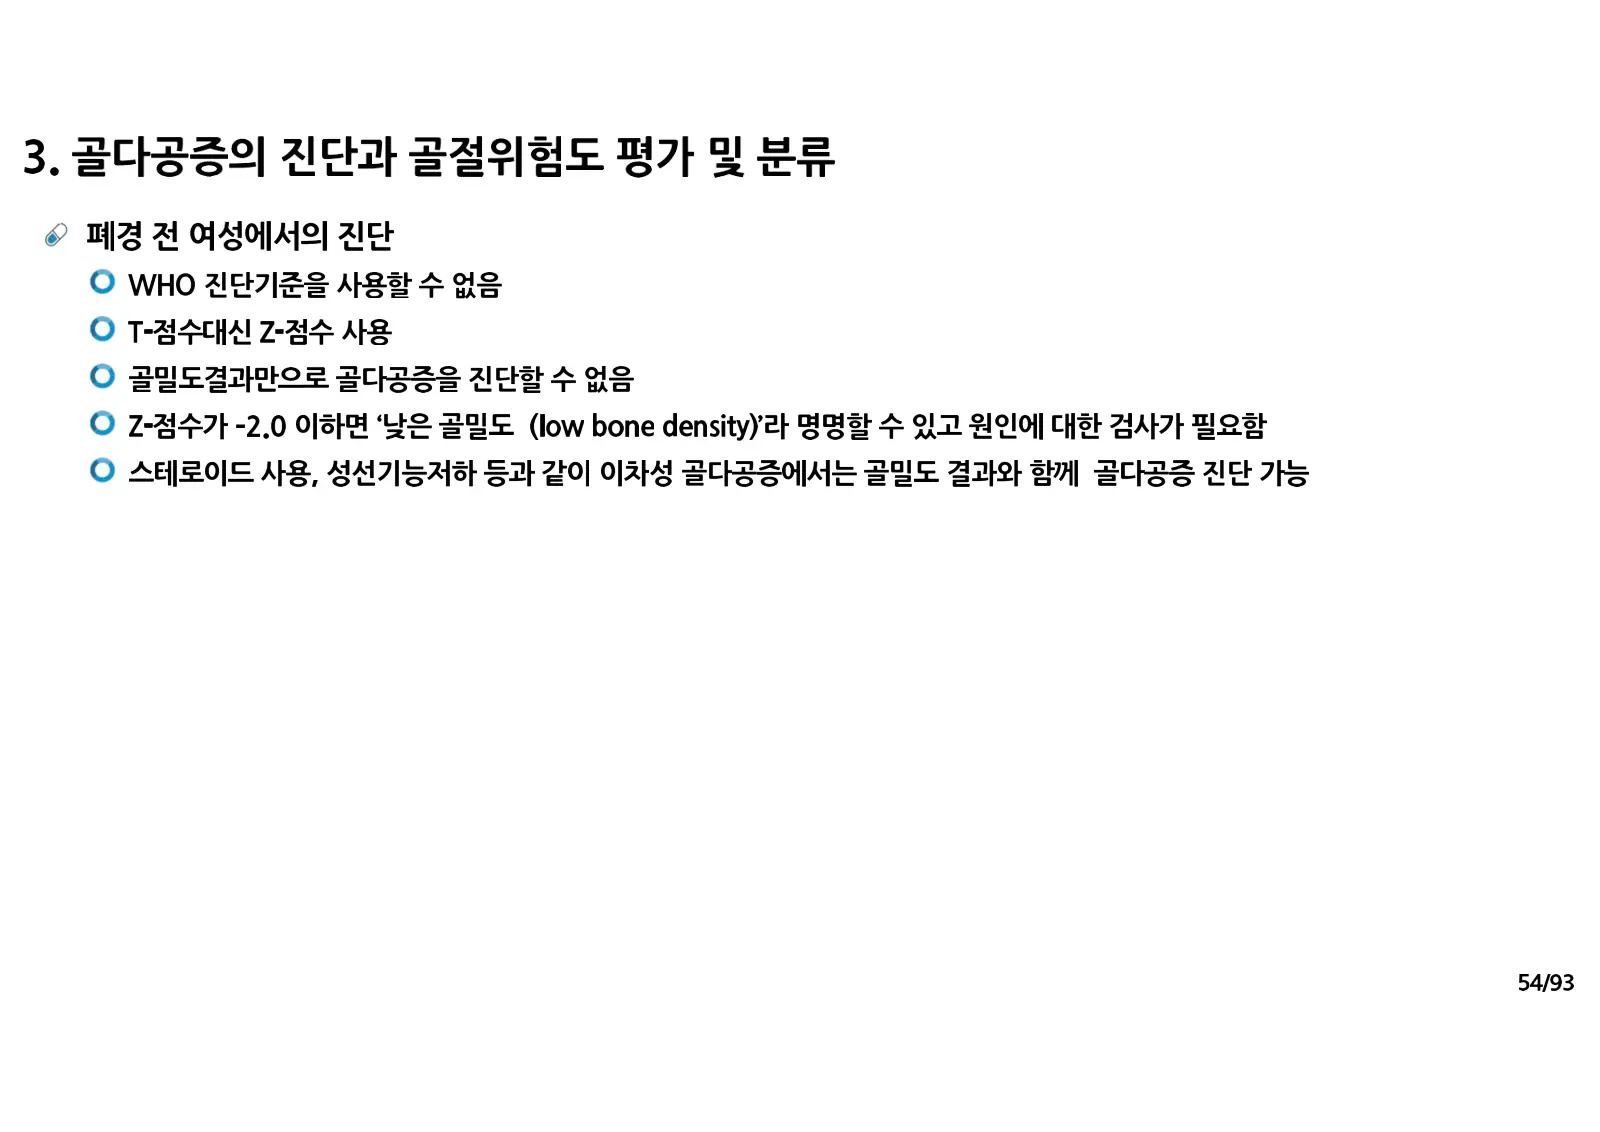 3. 골다공증의 진단과 골절위험도 평가 및 분류
폐경 전 여성에서의 진단
WHO 진단기준을 사용할 수 없음
T-점수대신 Z-점수 사용
골밀도결과만으로 골다공증을 진단할 수 없음
Z-점수가 -2.0 이하면 ‘낮은 골밀도 (low bone density)’라 명명할 수 있고 원인에 대한 검사가 필요함
스테로이드 사용, 성선기능저하 등과 같이 이차성 골다공증에서는 골밀도 결과와 함께 골다공증 진단 가능
54/93